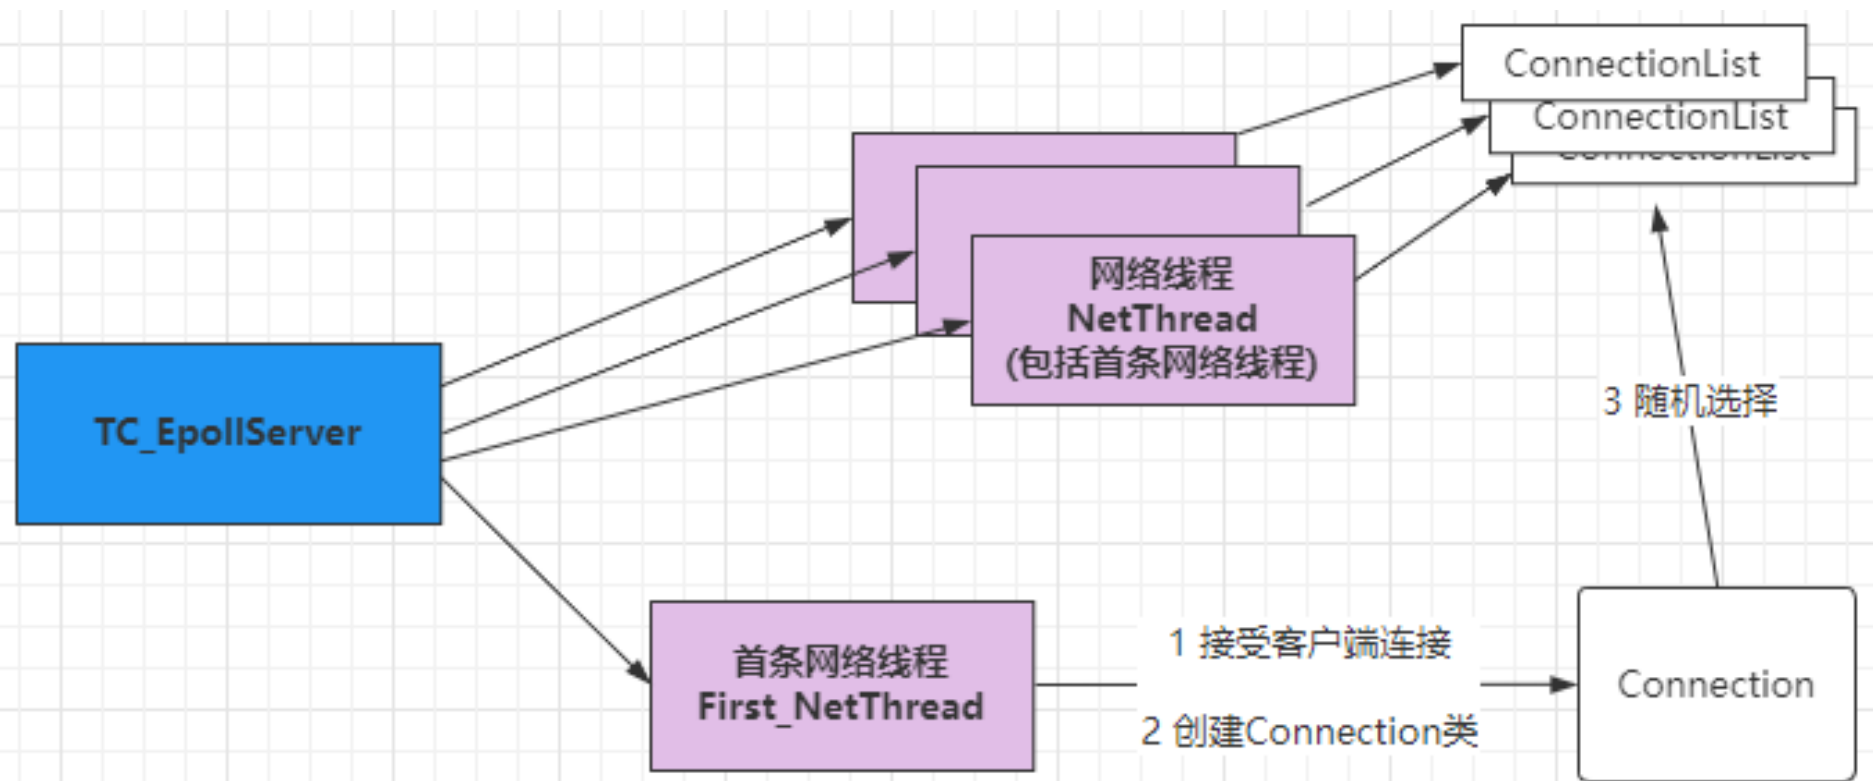 ConnectionList
ConnectionList
ConnectionList
网络线程
NetThread
(包括首条网络线程)
TC_EpollServer
3 随机选择
首条网络线程
First_NetThread
1 接受客户端连接
2 创建Connection类
Connection